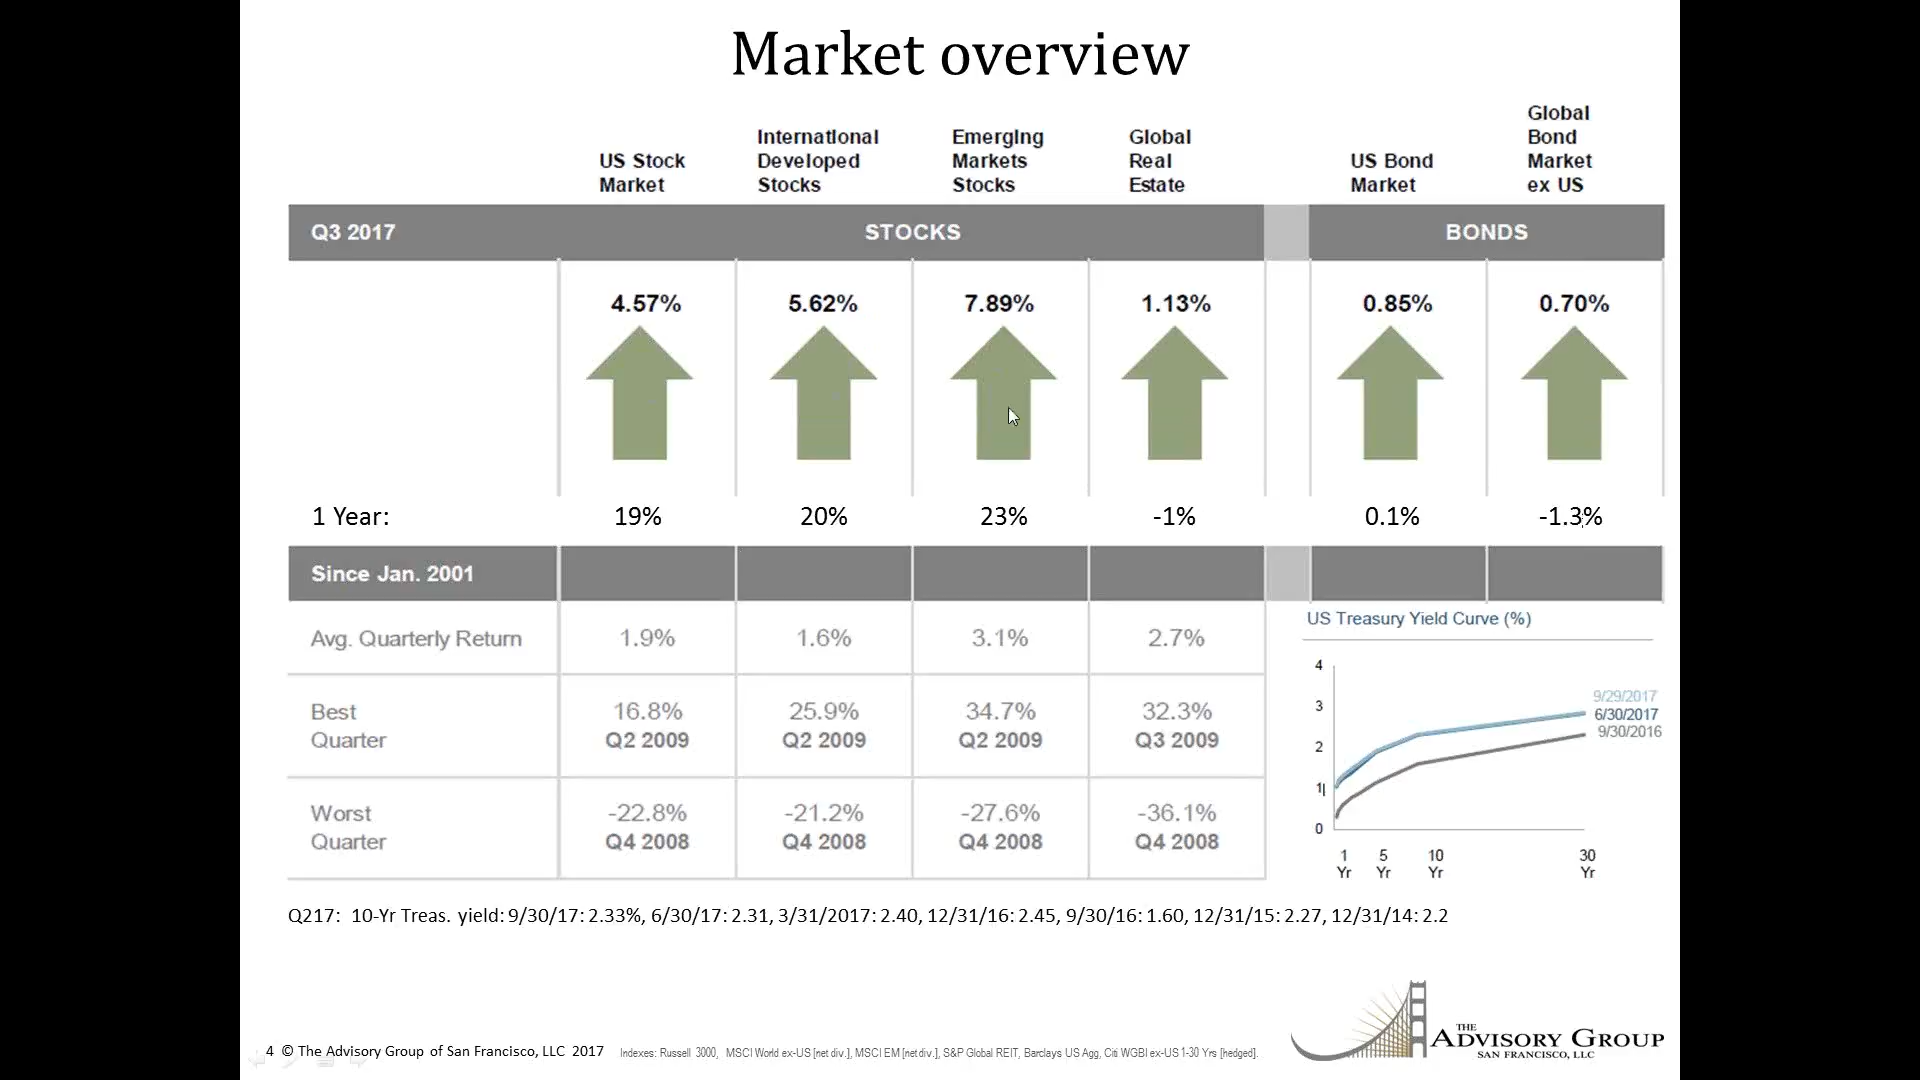 Market overview
US Stock
Market
International
Developed
Stocks
Emerging
Markets
Stocks
Global
Real
Estate
US Bond
Market
Global
Bond
Market
ex US
Q3 2017 STOCKS BONDS
4.57% 5.62% 7.89% 1.13% 0.85% 0.70%
1 Year: 19% 20% 23% -1% 0.1% -1.3%
Since Jan. 2001
Avg. Quarterly Return 1.9% 1.6% 3.1% 2.7%
Best
Quarter
16.8% 25.9% 34.7% 32.3%
Q2 2009 Q2 2009 Q2 2009 Q3 2009
Worst
Quarter
-22.8% -21.2% -27.6% -36.1%
Q4 2008 Q4 2008 Q4 2008 Q4 2008
US Treasury Yield Curve (%)
4
3
2
1
0
9/29/2017
6/30/2017
9/30/2016
1 5 10 30
Yr Yr Yr Yr
Q217: 10-Yr Treas. yield: 9/30/17: 2.33%, 6/30/17: 2.31, 3/31/2017: 2.40, 12/31/16: 2.45, 9/30/16: 1.60, 12/31/15: 2.27, 12/31/14: 2.2
4 © The Advisory Group of San Francisco, LLC 2017
Indexes: Russell 3000, MSCI World ex-US [net div.], MSCI EM [net div.], S&P Global REIT, Barclays US Agg, Citi WGBI ex-US 1-30 Yrs [hedged].
THE
ADVISORY GROUP
SAN FRANCISCO, LLC